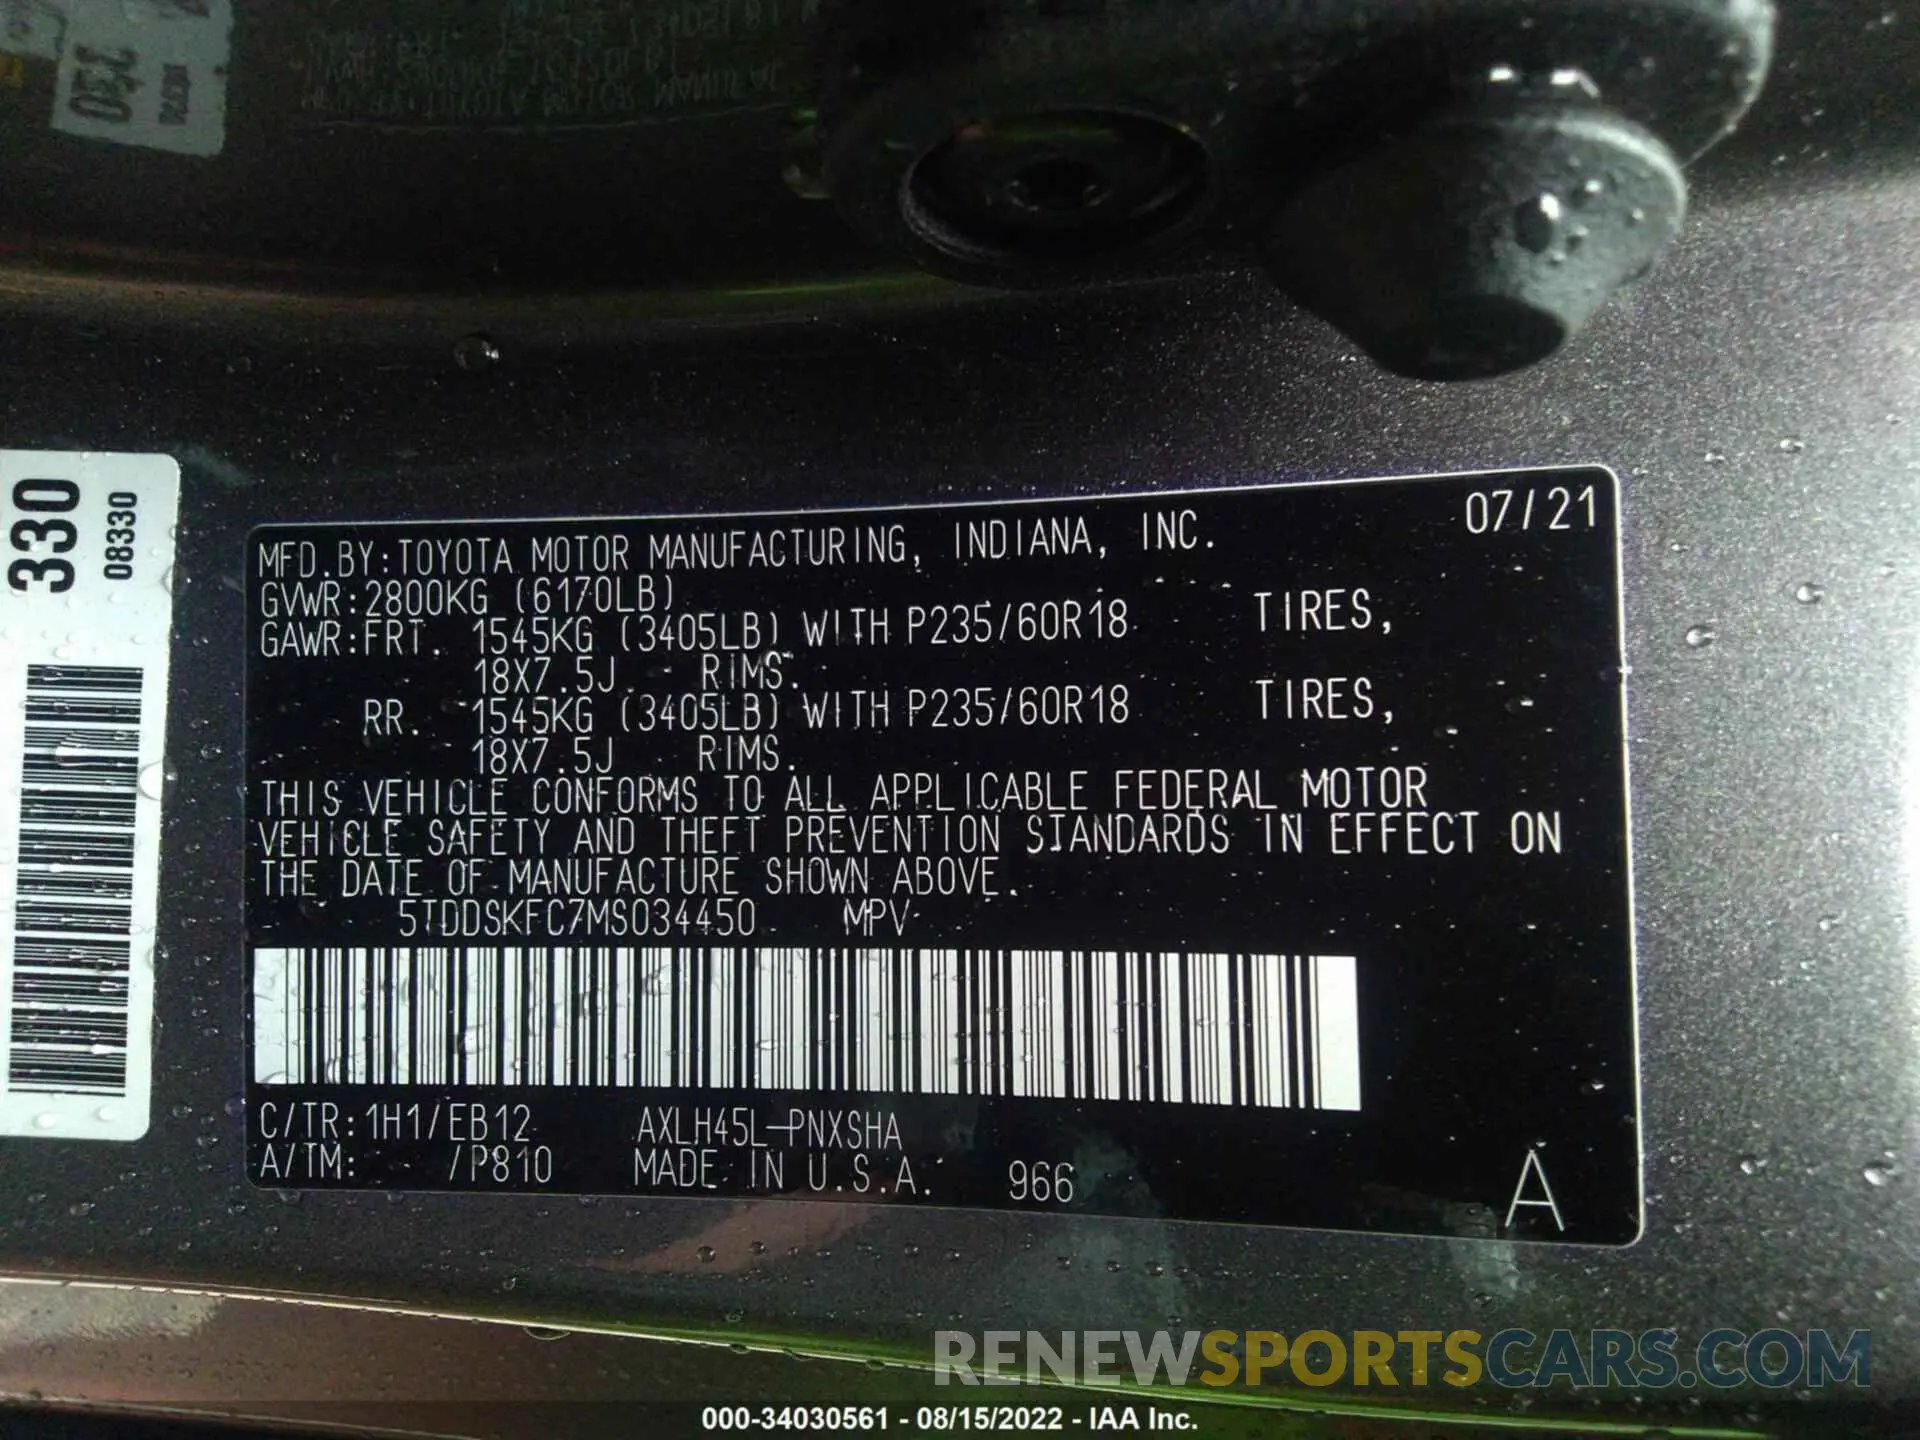 330
08330
07/21
MFD.BY:TOYOTA MOTOR MANUFACTURING, INDIANA, INC.
GVWR:2800KG (6170LB)
GAWR:FRT. 1545KG (3405LB) WITH P235/60R18 TIRES,
18X7.5J RIMS.
RR. 1545KG (3405LB) WITH P235/60R18 TIRES,
18X7.5J RIMS.
THIS VEHICLE CONFORMS TO ALL APPLICABLE FEDERAL MOTOR
VEHICLE SAFETY AND THEFT PREVENTION STANDARDS IN EFFECT ON
THE DATE OF MANUFACTURE SHOWN ABOVE.
5TDDSKFC7MS034450 MPV
C/TR:1H1/EB12 AXLH45L-PNXSHA
A/TM: /P810 MADE IN U.S.A. 966
A
RENEWSPORTSCARS.COM
000-34030561 - 08/15/2022 - IAA Inc.